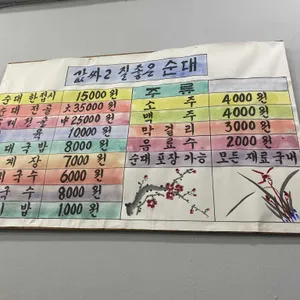 값싸고 질좋은 순대
순대 한접시 15000원
순대 전골 大35000원
전골 中25000원
육 10000원
대국밥 8000원
계장 7000원
국수 6000원
국수 8000원
밥 1000원
주류
소주 4000원
맥주 4000원
막걸리 3000원
음료수 2000원
순대 포장 가능 모든 재료 국내